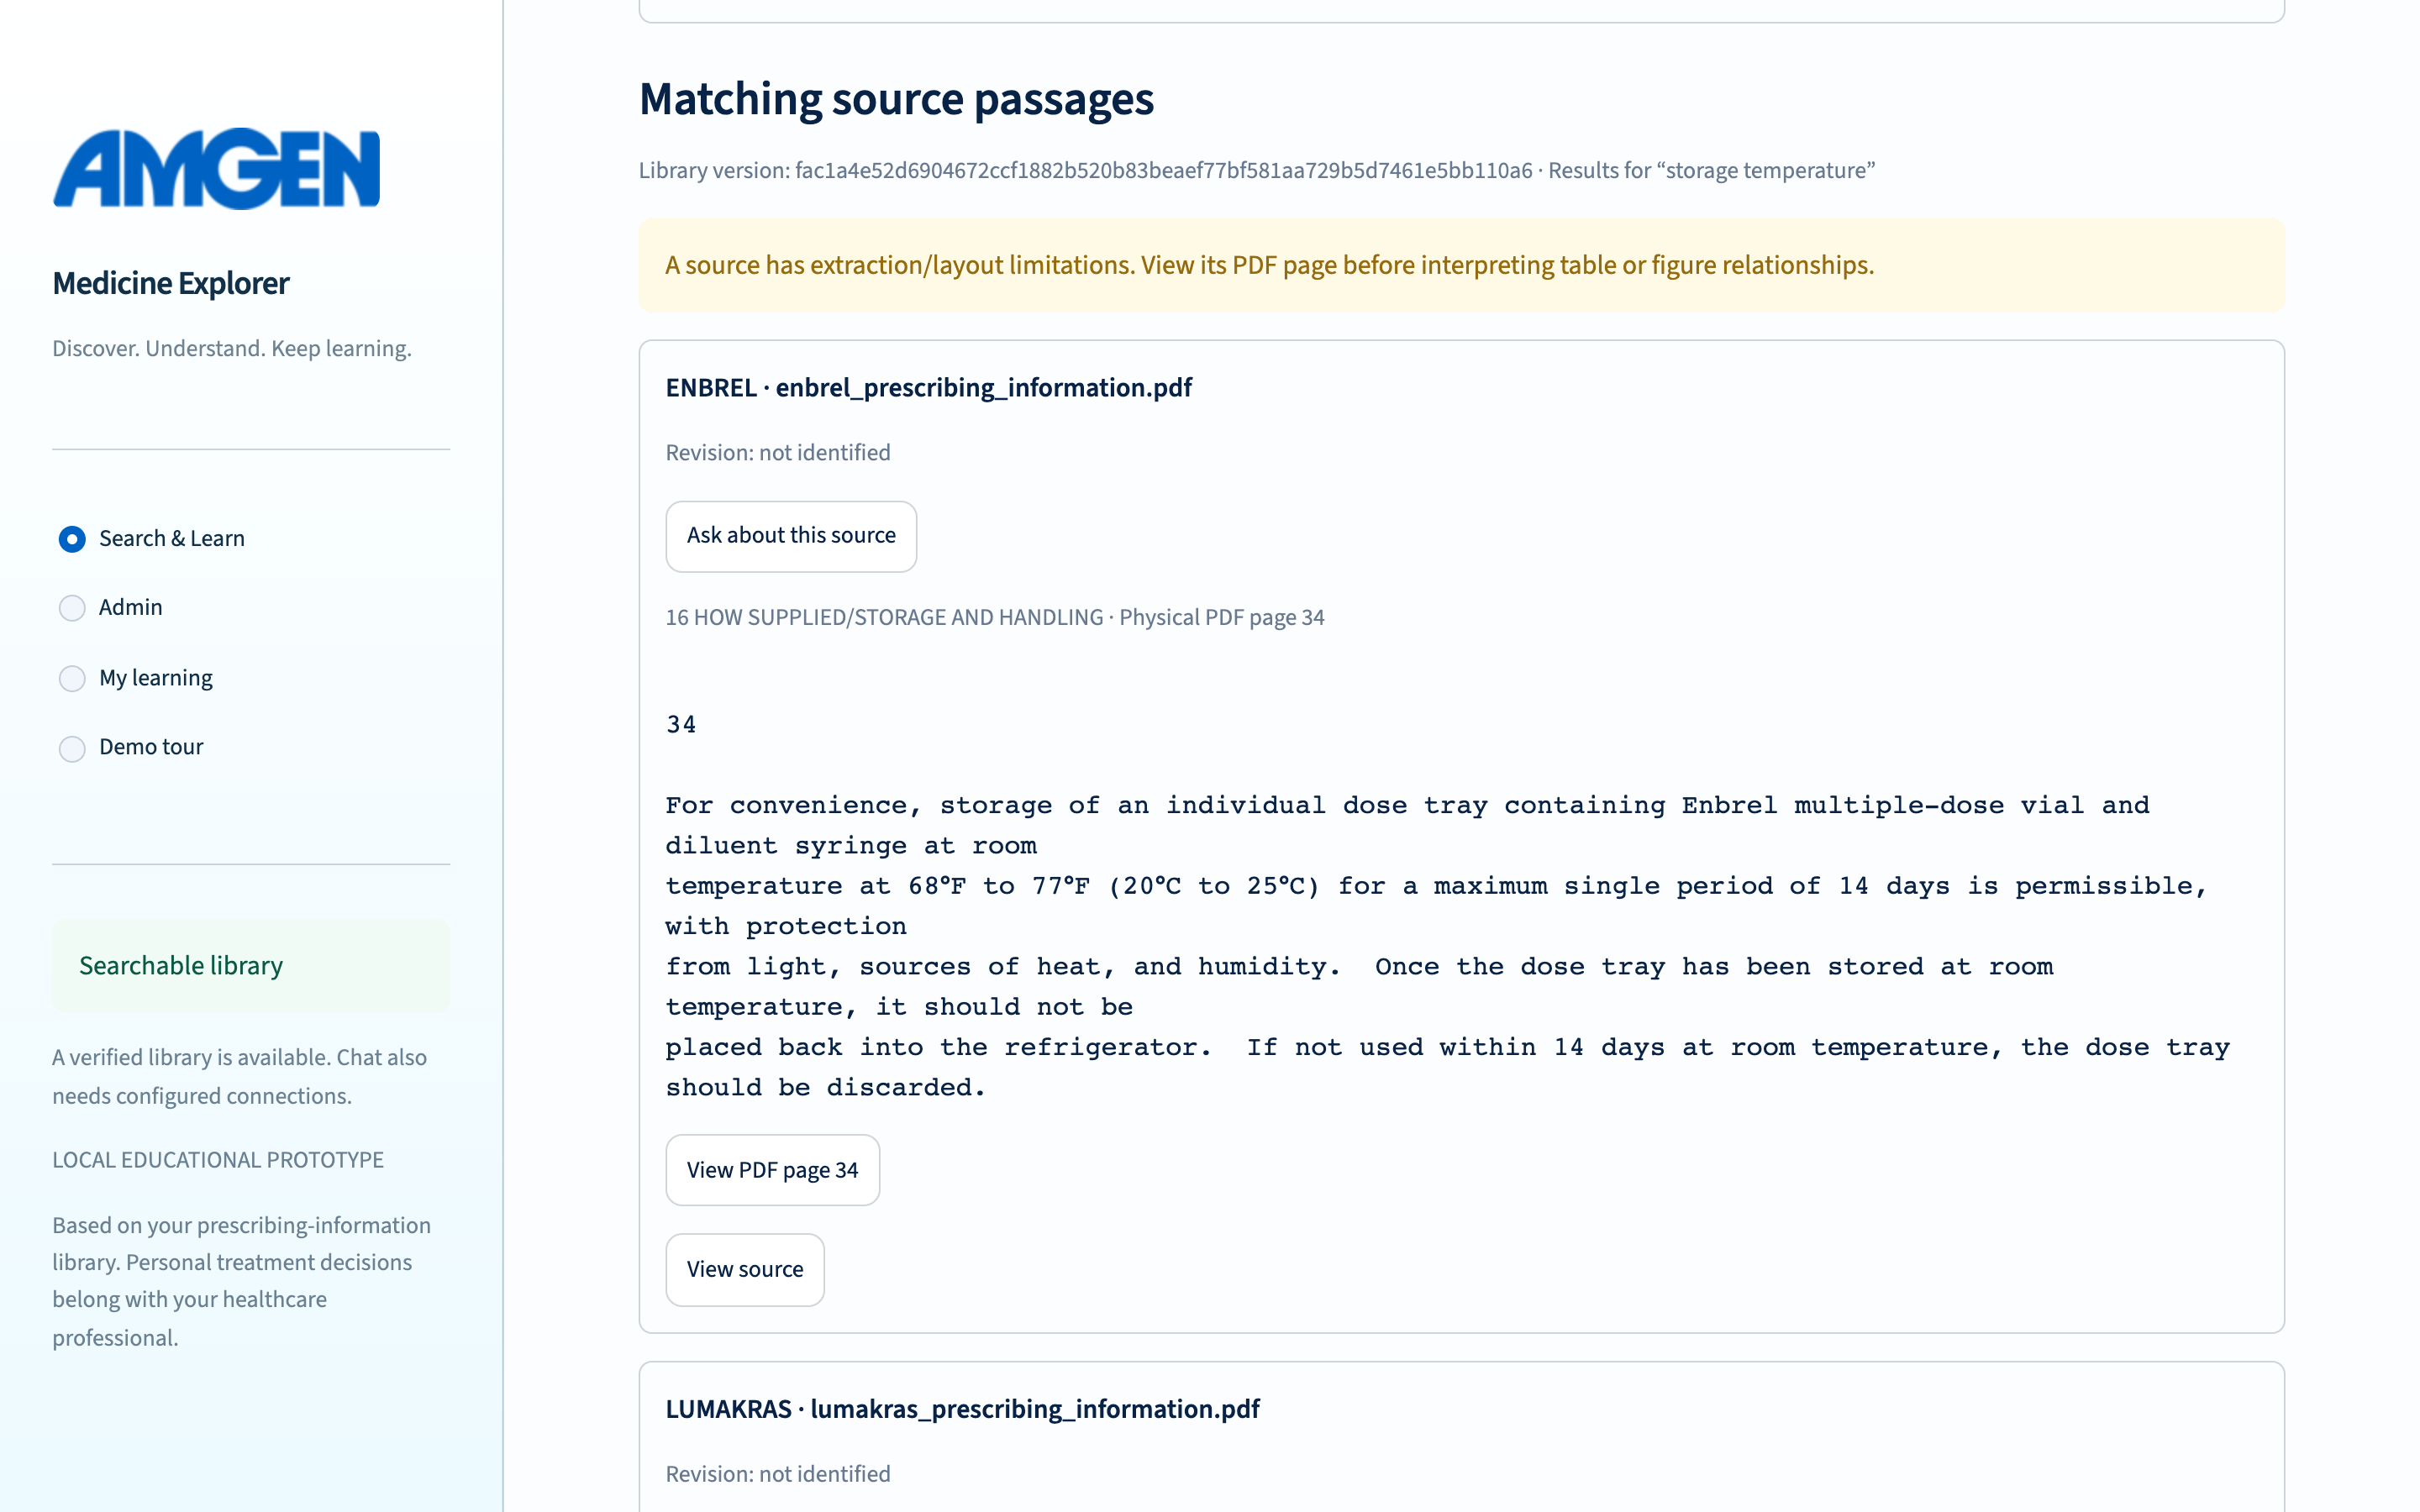 AMGEN
Medicine Explorer
Discover. Understand. Keep learning.
Search & Learn
Admin
My learning
Demo tour
Searchable library
A verified library is available. Chat also
needs configured connections.
LOCAL EDUCATIONAL PROTOTYPE
Based on your prescribing-information
library. Personal treatment decisions
belong with your healthcare
professional.
Matching source passages
Library version: fac1a4e52d6904672ccf1882b520b83beaef77bf581aa729b5d7461e5bb110a6 · Results for “storage temperature”
A source has extraction/layout limitations. View its PDF page before interpreting table or figure relationships.
ENBREL · enbrel_prescribing_information.pdf
Revision: not identified
Ask about this source
16 HOW SUPPLIED/STORAGE AND HANDLING · Physical PDF page 34
34
For convenience, storage of an individual dose tray containing Enbrel multiple-dose vial and
diluent syringe at room
temperature at 68°F to 77°F (20°C to 25°C) for a maximum single period of 14 days is permissible,
with protection
from light, sources of heat, and humidity.  Once the dose tray has been stored at room
temperature, it should not be
placed back into the refrigerator.  If not used within 14 days at room temperature, the dose tray
should be discarded.
View PDF page 34
View source
LUMAKRAS · lumakras_prescribing_information.pdf
Revision: not identified